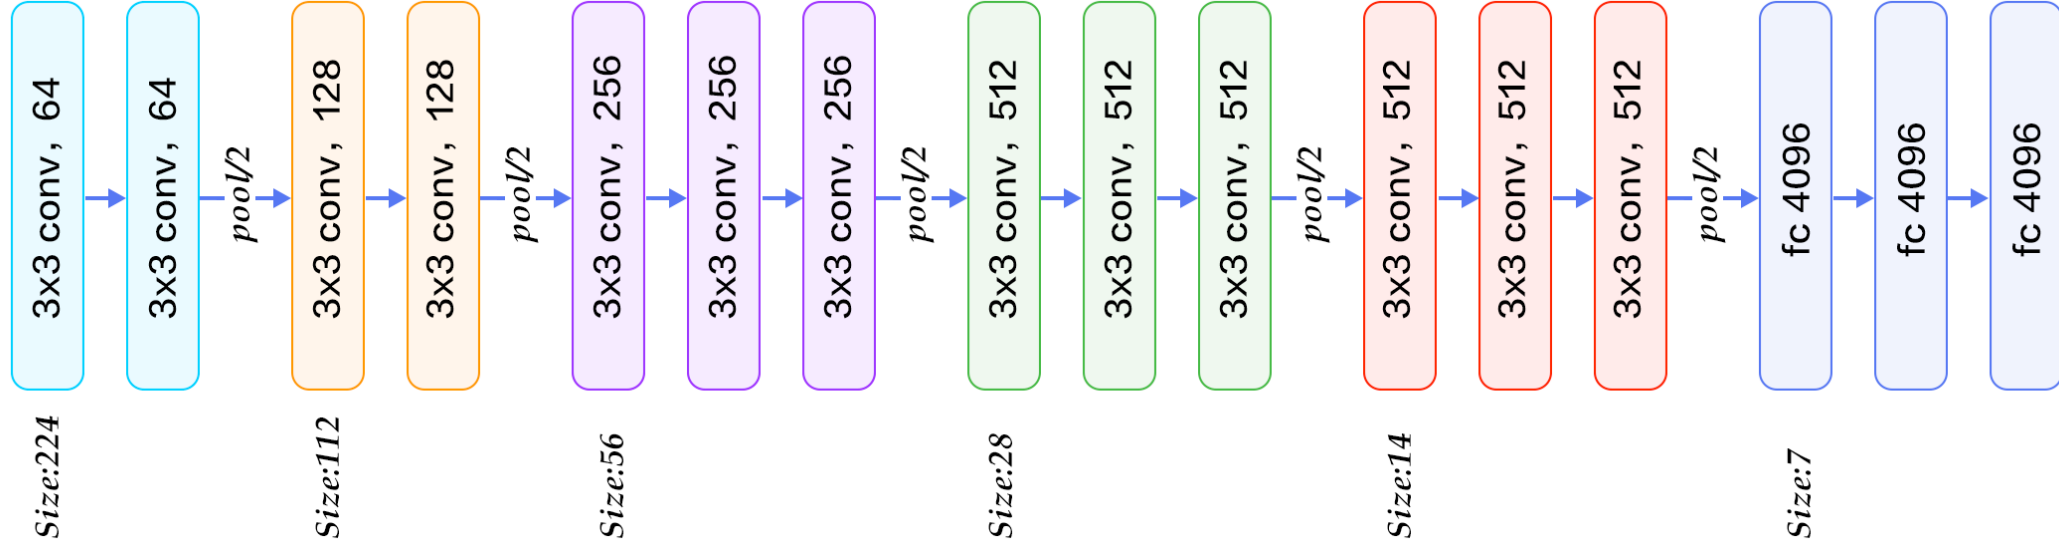 3x3 conv, 64
3x3 conv, 64
pool/2
3x3 conv, 128
3x3 conv, 128
pool/2
3x3 conv, 256
3x3 conv, 256
3x3 conv, 256
pool/2
3x3 conv, 512
3x3 conv, 512
3x3 conv, 512
pool/2
3x3 conv, 512
3x3 conv, 512
3x3 conv, 512
pool/2
fc 4096
fc 4096
fc 4096
Size:224
Size:112
Size:56
Size:28
Size:14
Size:7